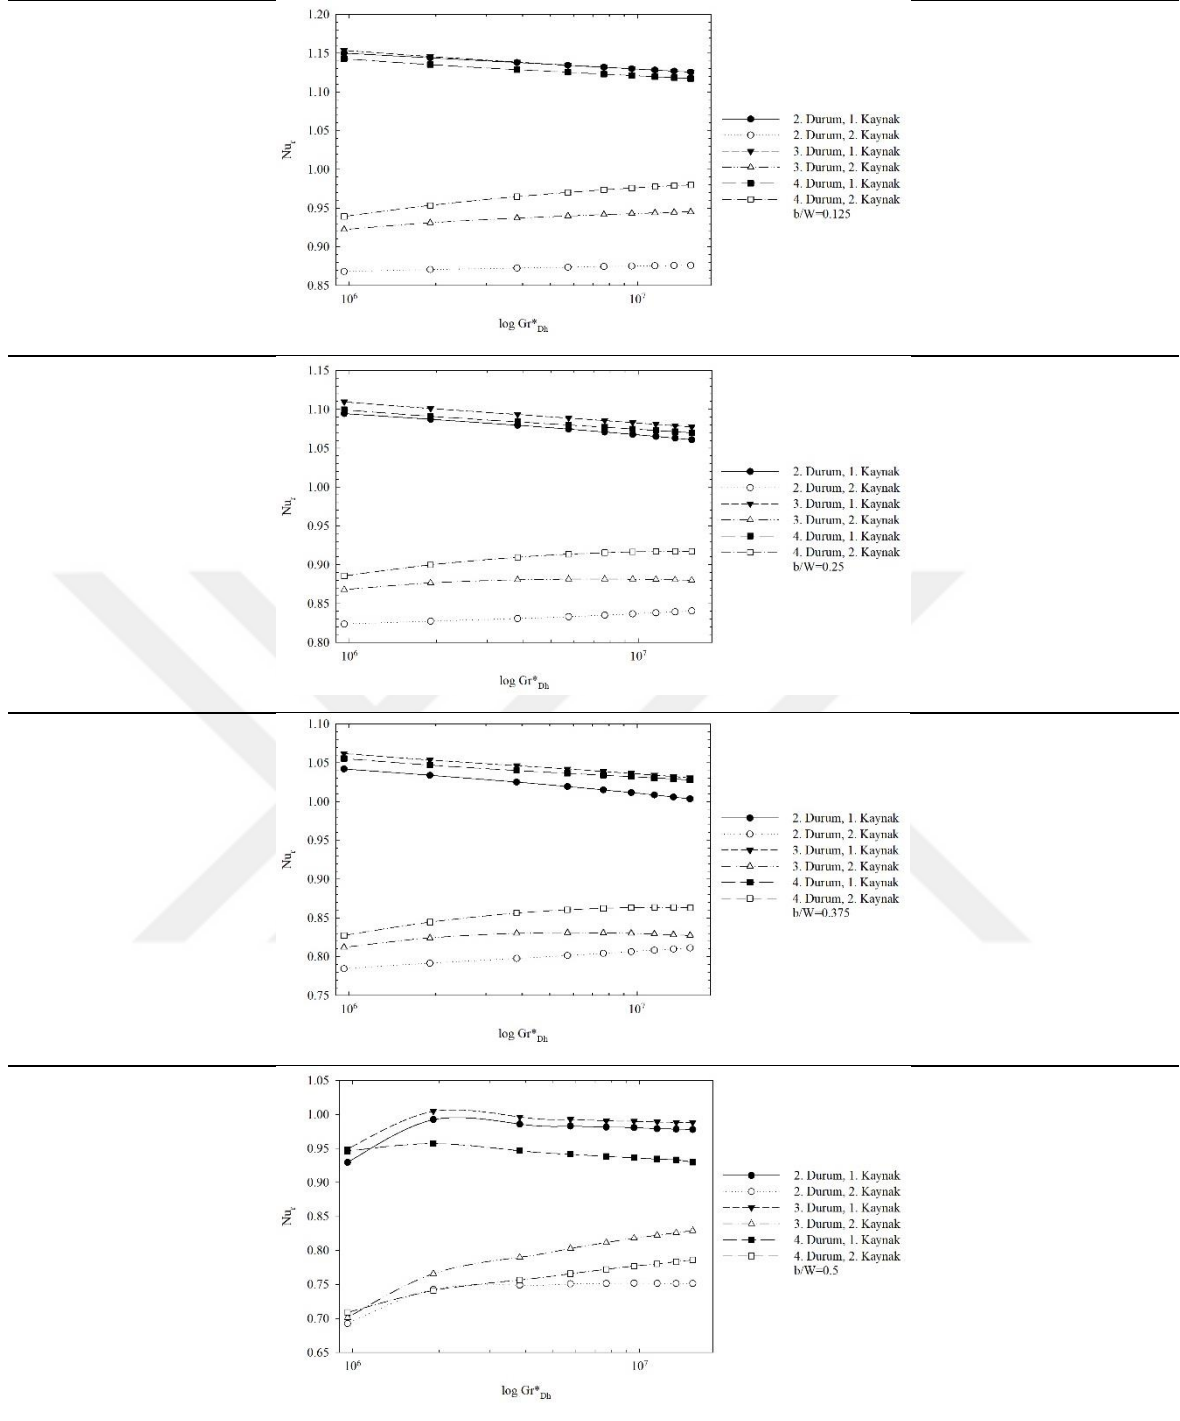 1.20
1.15
1.10
1.05
1.00
0.95
0.90
0.85
Nu_r
10^6
10^7
log Gr*_Dh
2. Durum, 1. Kaynak
2. Durum, 2. Kaynak
3. Durum, 1. Kaynak
3. Durum, 2. Kaynak
4. Durum, 1. Kaynak
4. Durum, 2. Kaynak
b/W=0.125
1.15
1.10
1.05
1.00
0.95
0.90
0.85
0.80
Nu_r
10^6
10^7
log Gr*_Dh
2. Durum, 1. Kaynak
2. Durum, 2. Kaynak
3. Durum, 1. Kaynak
3. Durum, 2. Kaynak
4. Durum, 1. Kaynak
4. Durum, 2. Kaynak
b/W=0.25
1.10
1.05
1.00
0.95
0.90
0.85
0.80
0.75
Nu_r
10^6
10^7
log Gr*_Dh
2. Durum, 1. Kaynak
2. Durum, 2. Kaynak
3. Durum, 1. Kaynak
3. Durum, 2. Kaynak
4. Durum, 1. Kaynak
4. Durum, 2. Kaynak
b/W=0.375
1.05
1.00
0.95
0.90
0.85
0.80
0.75
0.70
0.65
Nu_r
10^6
10^7
log Gr*_Dh
2. Durum, 1. Kaynak
2. Durum, 2. Kaynak
3. Durum, 1. Kaynak
3. Durum, 2. Kaynak
4. Durum, 1. Kaynak
4. Durum, 2. Kaynak
b/W=0.5